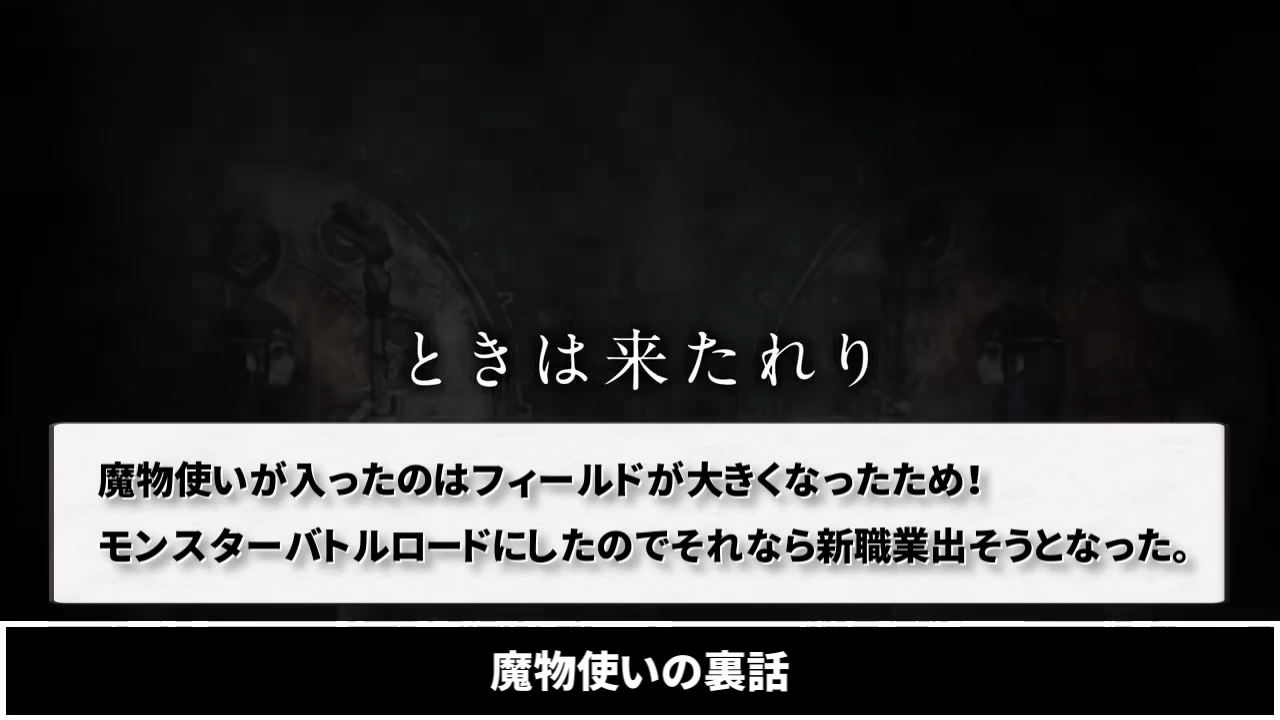 ときは来たれり
魔物使いが入ったのはフィールドが大きくなったため!
モンスターバトルロードにしたのでそれなら新職業出そうとなった。
魔物使いの裏話